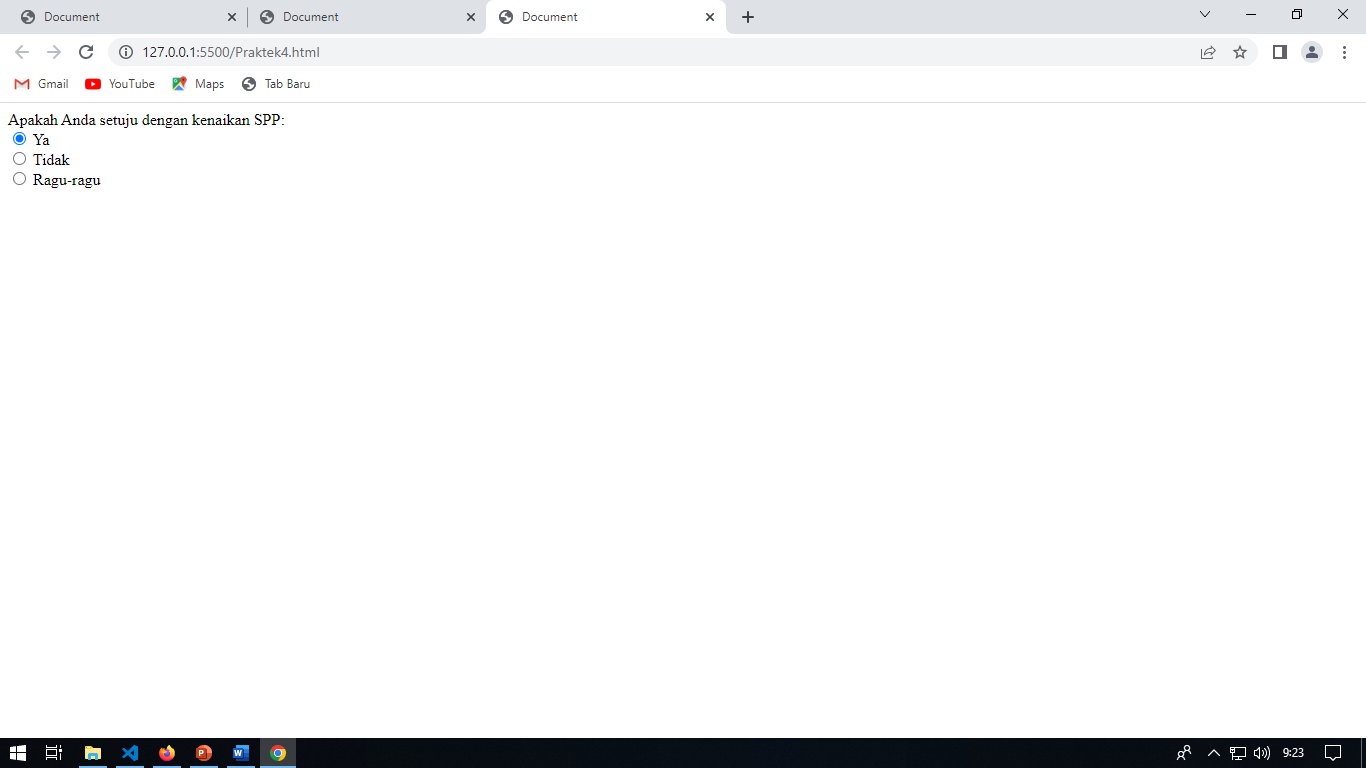 Document
Document
Document
127.0.0.1:5500/Praktek4.html
Gmail
YouTube
Maps
Tab Baru
Apakah Anda setuju dengan kenaikan SPP:
Ya
Tidak
Ragu-ragu
9:23